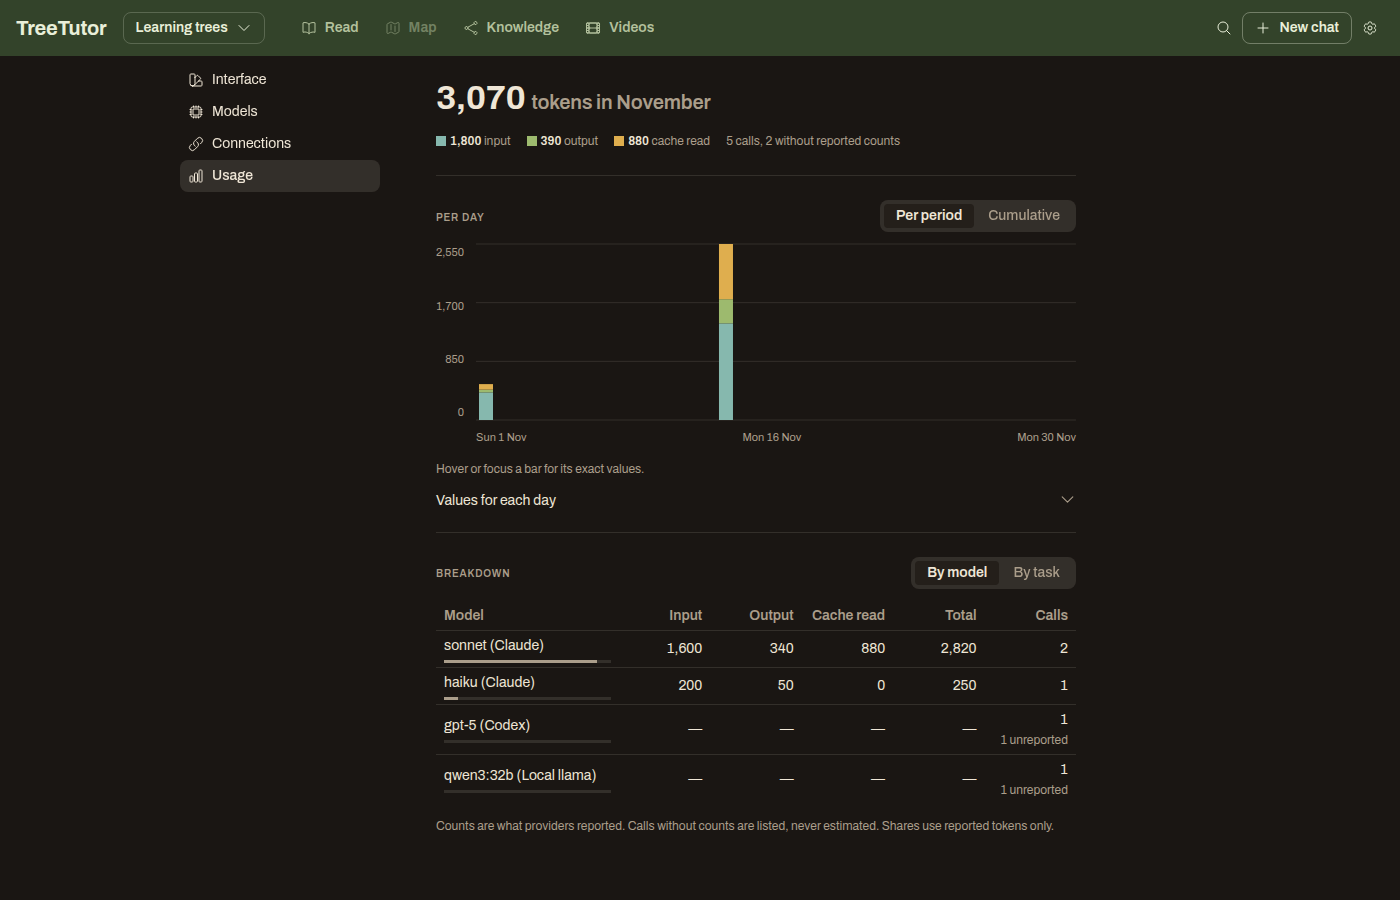 TreeTutor
Learning trees
Read
Map
Knowledge
Videos
New chat
Interface
Models
Connections
Usage
3,070 tokens in November
1,800 input 390 output 880 cache read 5 calls, 2 without reported counts
PER DAY
Per period Cumulative
2,550
1,700
850
0
Sun 1 Nov Mon 16 Nov Mon 30 Nov
Hover or focus a bar for its exact values.
Values for each day
BREAKDOWN
By model By task
Model Input Output Cache read Total Calls
sonnet (Claude) 1,600 340 880 2,820 2
haiku (Claude) 200 50 0 250 1
gpt-5 (Codex) — — — — 1
1 unreported
qwen3:32b (Local llama) — — — — 1
1 unreported
Counts are what providers reported. Calls without counts are listed, never estimated. Shares use reported tokens only.